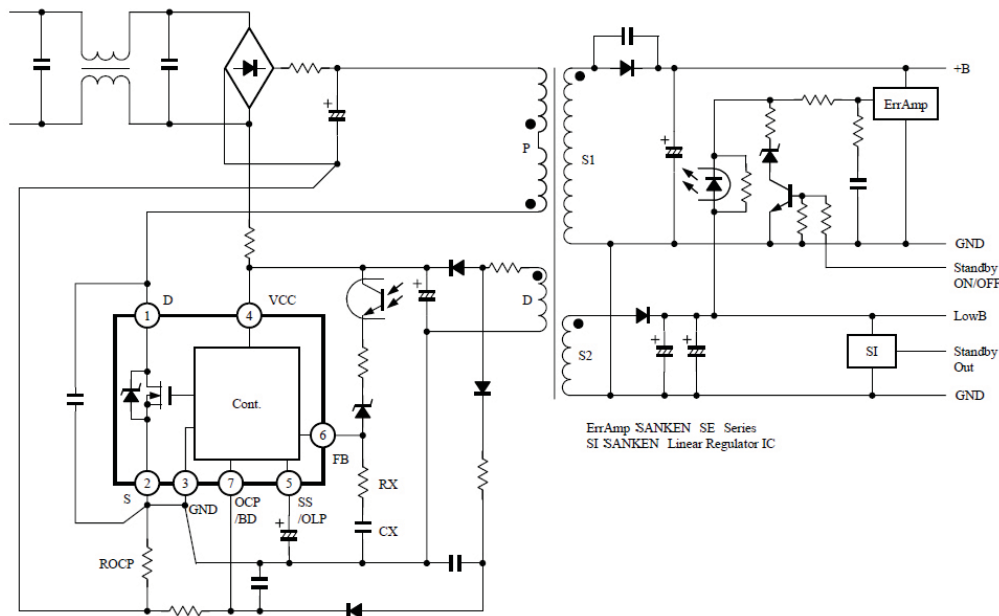 +B
ErrAmp
P
S1
GND
Standby
ON/OFF
D
D
VCC
LowB
S2
SI
Standby
Out
1
4
Cont.
GND
ErrAmp :SANKEN SE Series
SI :SANKEN Linear Regulator IC
6
FB
2
3
7
5
RX
S
GND
OCP
/BD
SS
/OLP
CX
ROCP
+
+
+
+
+
+